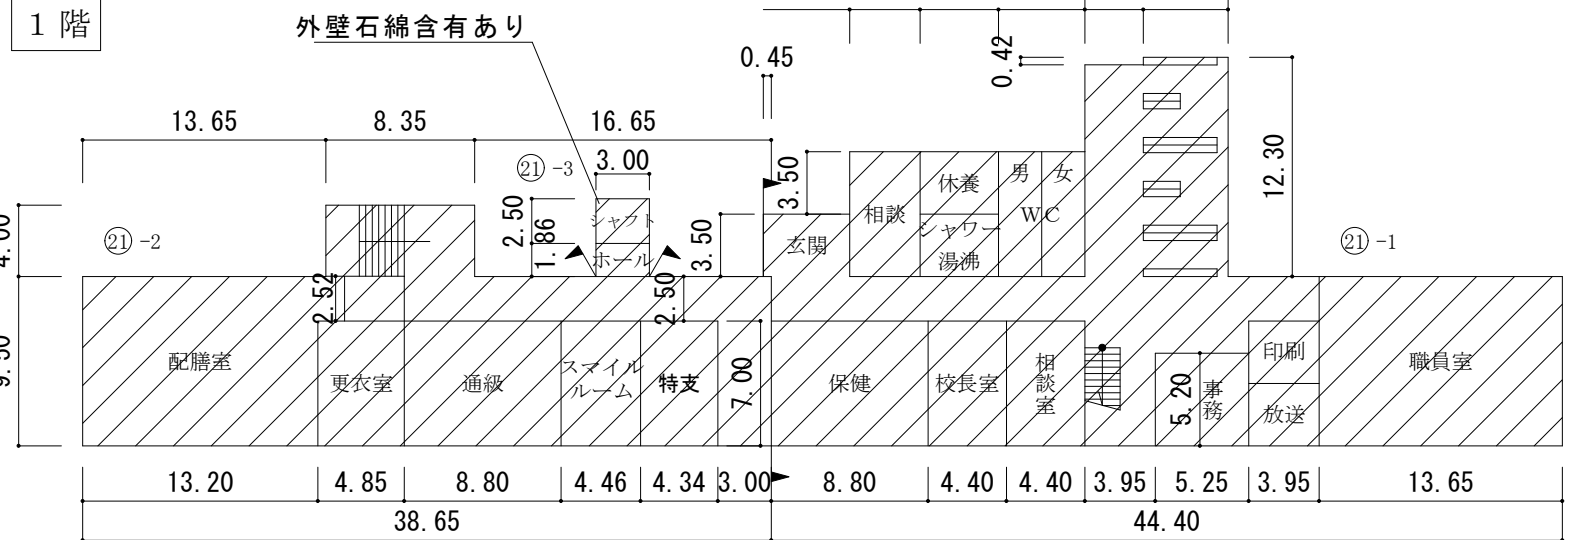 1階
外壁石綿含有あり
0.45
0.42
13.65
8.35
16.65
㉑-3
3.00
3.50
12.30
休養
男
女
相談
WC
シャワー
湯沸
玄関
2.50
1.86
シャフト
ホール
3.50
4.00
㉑-2
㉑-1
2.52
2.50
9.50
配膳室
更衣室
通級
スマイル
ルーム
特支
7.00
保健
校長室
相談室
5.20
事務
印刷
放送
職員室
13.20
4.85
8.80
4.46
4.34
3.00
8.80
4.40
4.40
3.95
5.25
3.95
13.65
38.65
44.40